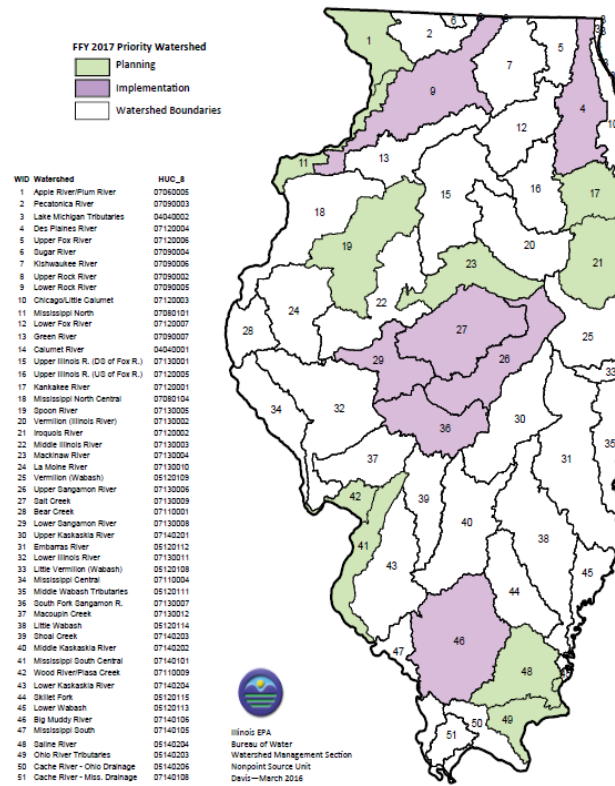 FFY 2017 Priority Watershed
Planning
Implementation
Watershed Boundaries
WID Watershed HUC_8
1 Apple River/Plum River 07060005
2 Pecatonica River 07090003
3 Lake Michigan Tributaries 04040002
4 Des Plaines River 07120004
5 Upper Fox River 07120006
6 Sugar River 07090004
7 Kishwaukee River 07090006
8 Upper Rock River 07090002
9 Lower Rock River 07090005
10 Chicago/Little Calumet 07120003
11 Mississippi North 07080101
12 Lower Fox River 07120007
13 Green River 07090007
14 Calumet River 04040001
15 Upper Illinois R. (DS of Fox R.) 07130001
16 Upper Illinois R. (US of Fox R.) 07120005
17 Kankakee River 07120001
18 Mississippi North Central 07080104
19 Spoon River 07130005
20 Vermilion (Illinois River) 07130002
21 Iroquois River 07120002
22 Middle Illinois River 07130003
23 Mackinaw River 07130004
24 La Moine River 07130010
25 Vermilion (Wabash) 05120109
26 Upper Sangamon River 07130006
27 Salt Creek 07130009
28 Bear Creek 07110001
29 Lower Sangamon River 07130008
30 Upper Kaskaskia River 07140201
31 Embarras River 05120112
32 Lower Illinois River 07130011
33 Little Vermilion (Wabash) 05120108
34 Mississippi Central 07110004
35 Middle Wabash Tributaries 05120111
36 South Fork Sangamon R. 07130007
37 Macoupin Creek 07130012
38 Little Wabash 05120114
39 Shoal Creek 07140203
40 Middle Kaskaskia River 07140202
41 Mississippi South Central 07140101
42 Wood River/Piasa Creek 07110009
43 Lower Kaskaskia River 07140204
44 Skillet Fork 05120115
45 Lower Wabash 05120113
46 Big Muddy River 07140106
47 Mississippi South 07140105
48 Saline River 05140204
49 Ohio River Tributaries 05140203
50 Cache River - Ohio Drainage 05140206
51 Cache River - Miss. Drainage 07140108
Illinois EPA
Bureau of Water
Watershed Management Section
Nonpoint Source Unit
Davis—March 2016
1
2
6
5
7
9
4
12
13
11
16
15
17
18
19
20
21
23
22
24
27
28
25
29
26
33
34
32
36
30
35
31
37
39
42
40
38
41
43
45
44
47
46
48
50
49
51